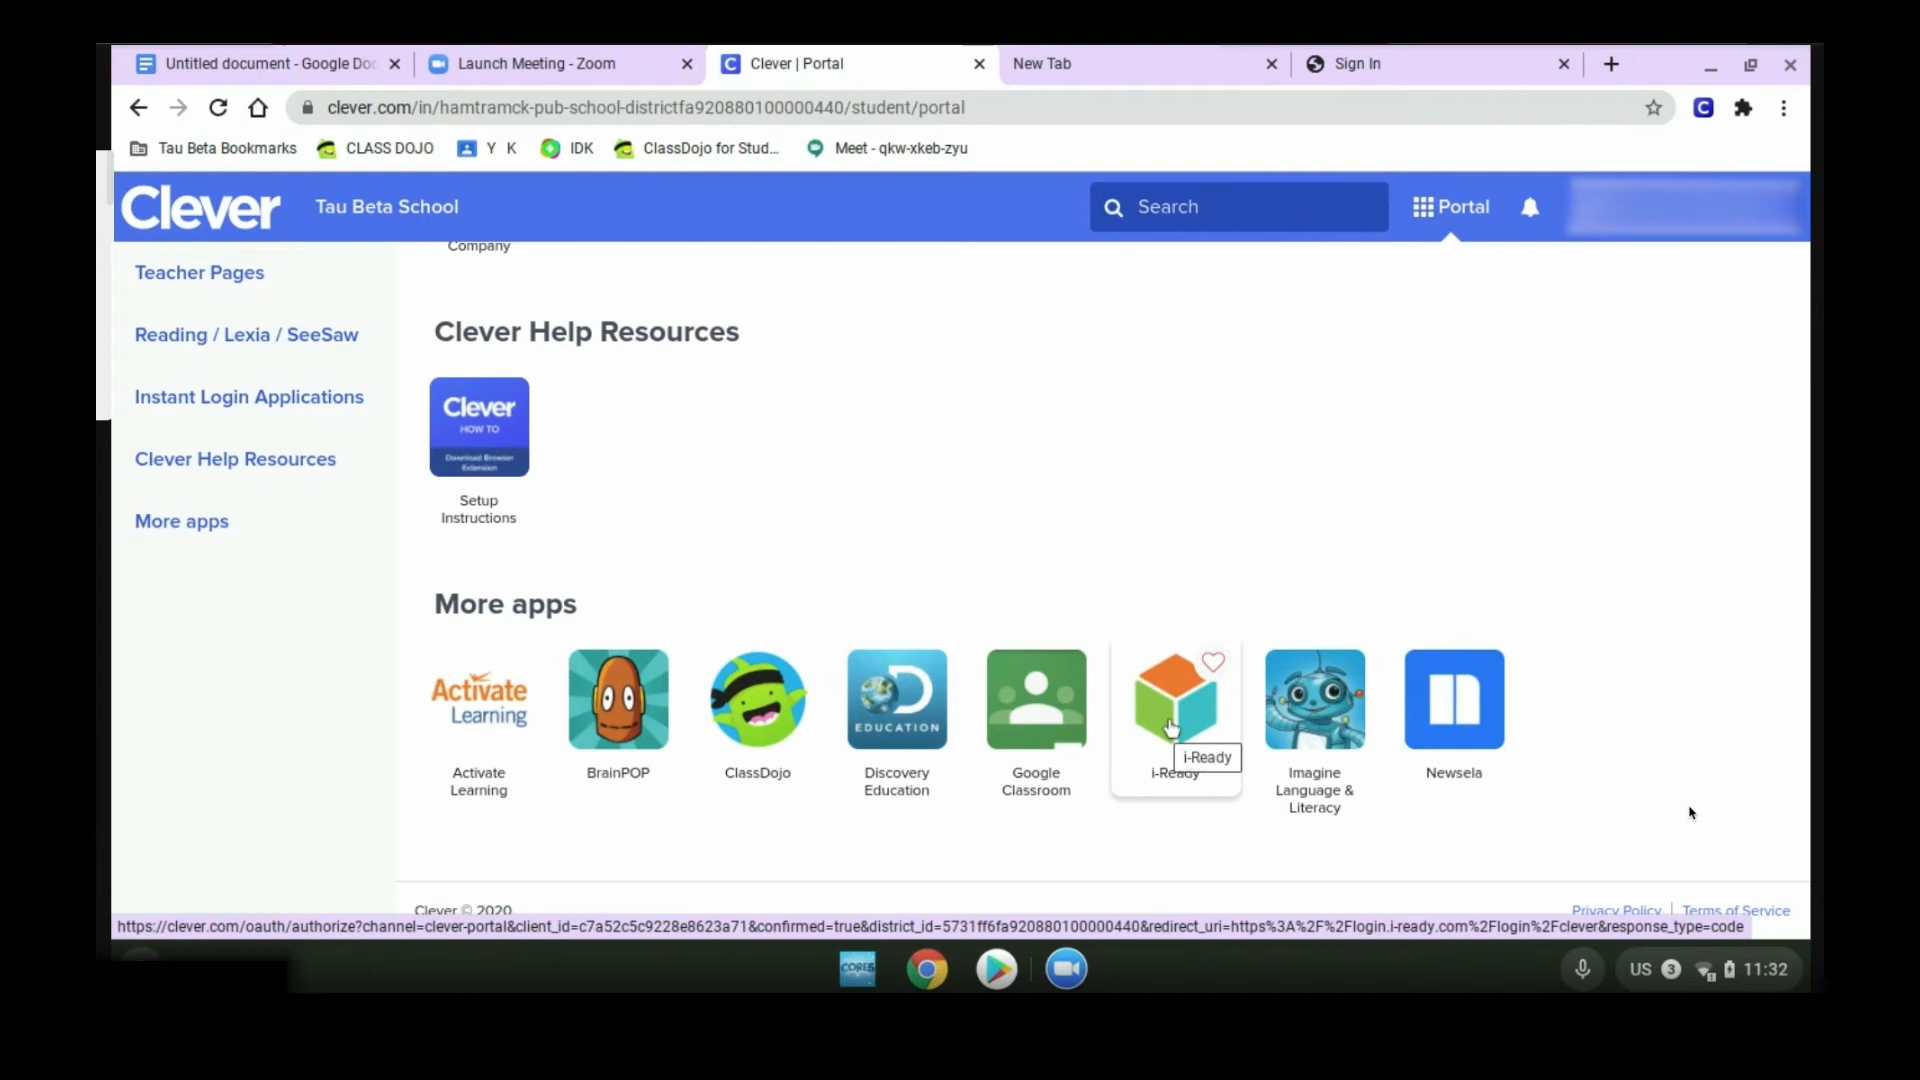 Untitled document - Google Doc
Launch Meeting - Zoom
Clever | Portal
New Tab
Sign In
clever.com/in/hamtramck-pub-school-districtfa920880100000440/student/portal
Tau Beta Bookmarks
CLASS DOJO
Y K
IDK
ClassDojo for Stud...
Meet - qkw-xkeb-zyu
Clever
Tau Beta School
Search
Portal
Company
Teacher Pages
Reading / Lexia / SeeSaw
Instant Login Applications
Clever Help Resources
More apps
Clever Help Resources
Clever
HOW TO
Download Browser
Extension
Setup
Instructions
More apps
Activate
Learning
EDUCATION
Activate
Learning
BrainPOP
ClassDojo
Discovery
Education
Google
Classroom
i-Ready
i-Ready
Imagine
Language &
Literacy
Newsela
Clever © 2020
Privacy Policy
Terms of Service
https://clever.com/oauth/authorize?channel=clever-portal&client_id=c7a52c5c9228e8623a71&confirmed=true&district_id=5731ff6fa920880100000440&redirect_uri=https%3A%2F%2Flogin.i-ready.com%2Flogin%2Fclever&response_type=code
CORE5
US
3
11:32